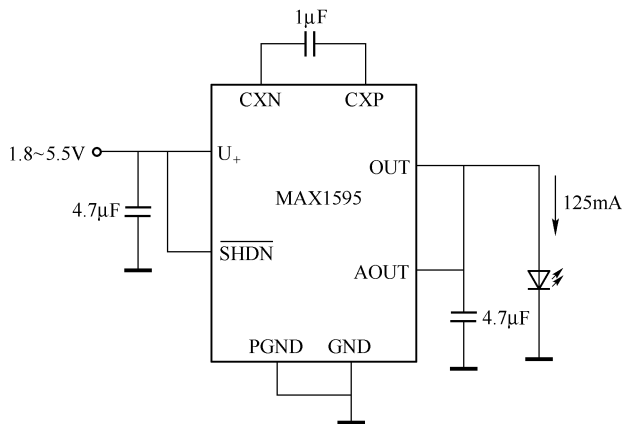 1μF
CXN CXP
1.8~5.5V
U+
OUT
4.7μF
MAX1595
125mA
SHDN
AOUT
4.7μF
PGND GND